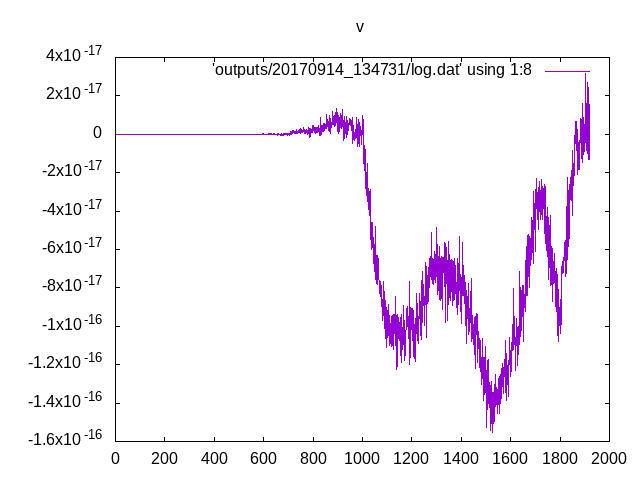 v
4x10-17
'outputs/20170914_134731/log.dat' using 1:8
2x10-17
0
-2x10-17
-4x10-17
-6x10-17
-8x10-17
-1x10-16
-1.2x10-16
-1.4x10-16
-1.6x10-16
0 200 400 600 800 1000 1200 1400 1600 1800 2000